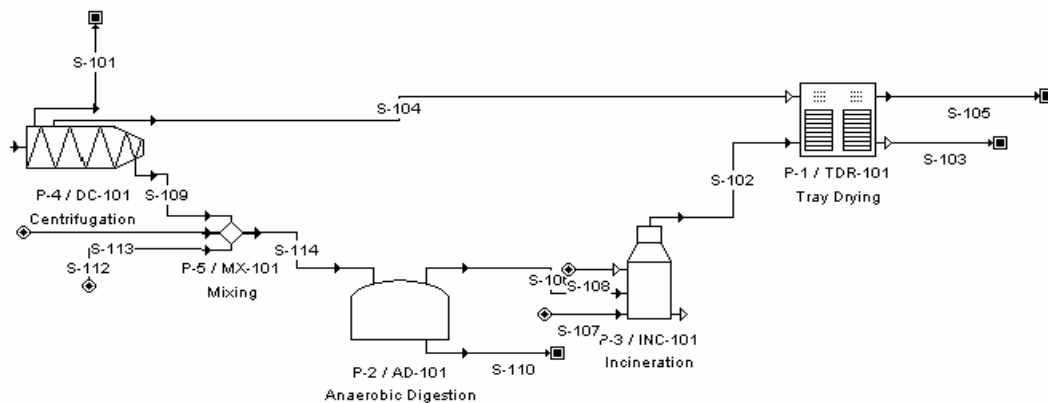 S-101
S-104
S-105
S-103
P-4 / DC-101
Centrifugation
S-109
S-102
P-1 / TDR-101
Tray Drying
S-113
S-112
S-114
P-5 / MX-101
Mixing
S-108
S-107
P-3 / INC-101
Incineration
P-2 / AD-101
Anaerobic Digestion
S-110